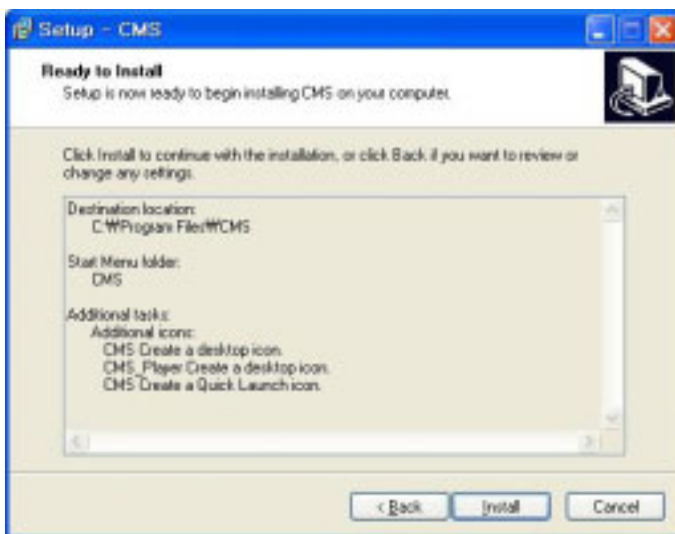 Setup - CMS
Ready to Install
Setup is now ready to begin installing CMS on your computer.
Click Install to continue with the installation, or click Back if you want to review or
change any settings.
Destination location:
C:₩Program Files₩CMS
Start Menu folder:
CMS
Additional tasks:
Additional icons:
CMS Create a desktop icon.
CMS_Player Create a desktop icon.
CMS Create a Quick Launch icon.
< Back
Install
Cancel